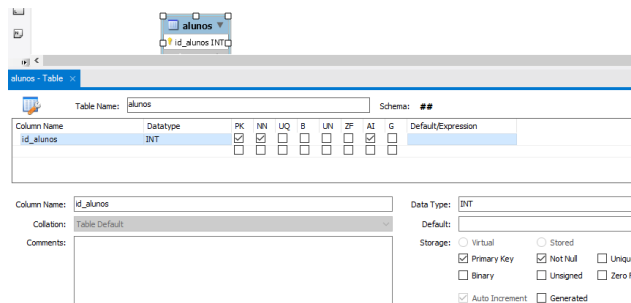 alunos
id_alunos INT
alunos - Table
Table Name: alunos Schema: ##
Column Name Datatype PK NN UQ B UN ZF AI G Default/Expression
id_alunos INT
Column Name: id_alunos Data Type: INT
Collation: Table Default Default:
Comments: Storage: Virtual Stored
Primary Key Not Null Uniqu
Binary Unsigned Zero F
Auto Increment Generated